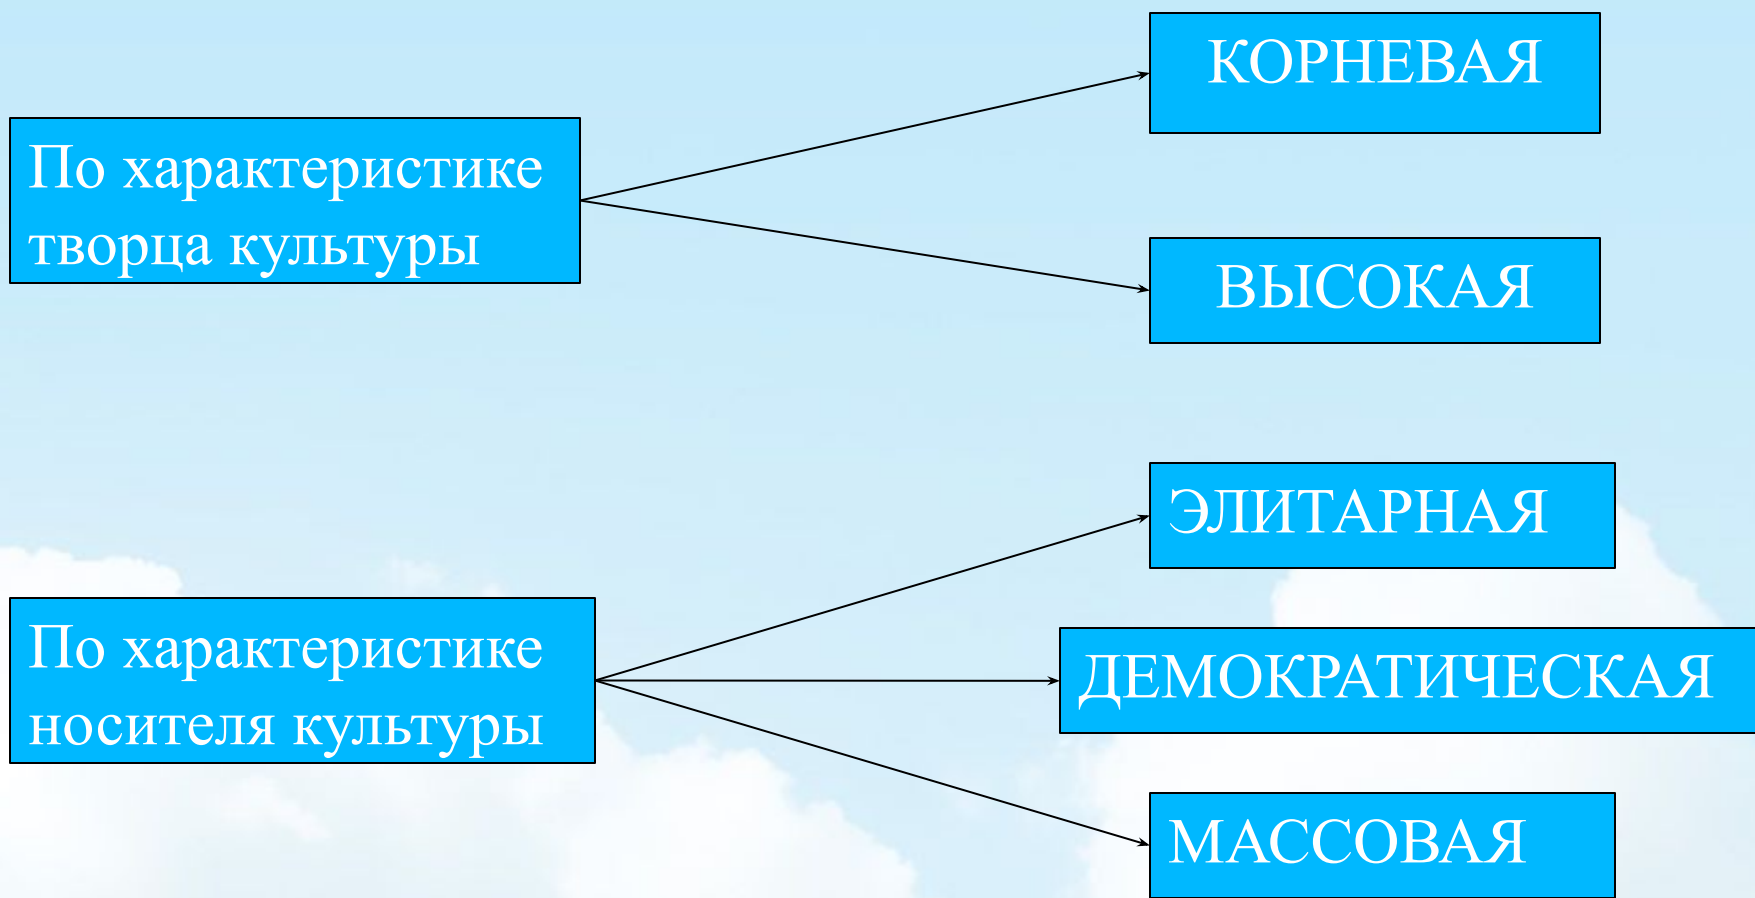 КОРНЕВАЯ
По характеристике
творца культуры
ВЫСОКАЯ
ЭЛИТАРНАЯ
По характеристике
носителя культуры
ДЕМОКРАТИЧЕСКАЯ
МАССОВАЯ